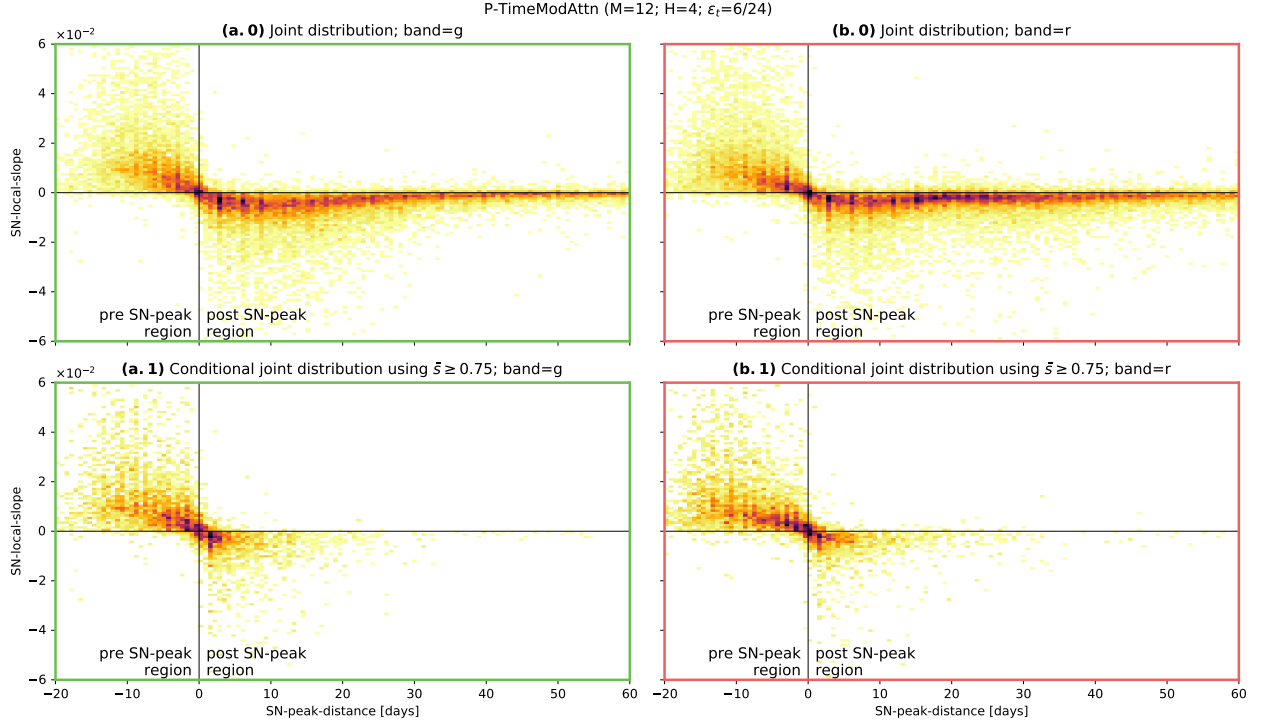 P-TimeModAttn (M=12; H=4; εₜ=6/24)
(a.0) Joint distribution; band=g
(b.0) Joint distribution; band=r
×10⁻²
6
4
2
0
−2
−4
−6
SN-local-slope
pre SN-peak
region
post SN-peak
region
pre SN-peak
region
post SN-peak
region
(a.1) Conditional joint distribution using s̄ ≥ 0.75; band=g
(b.1) Conditional joint distribution using s̄ ≥ 0.75; band=r
×10⁻²
6
4
2
0
−2
−4
−6
SN-local-slope
pre SN-peak
region
post SN-peak
region
pre SN-peak
region
post SN-peak
region
−20 −10 0 10 20 30 40 50 60
−20 −10 0 10 20 30 40 50 60
SN-peak-distance [days]
SN-peak-distance [days]